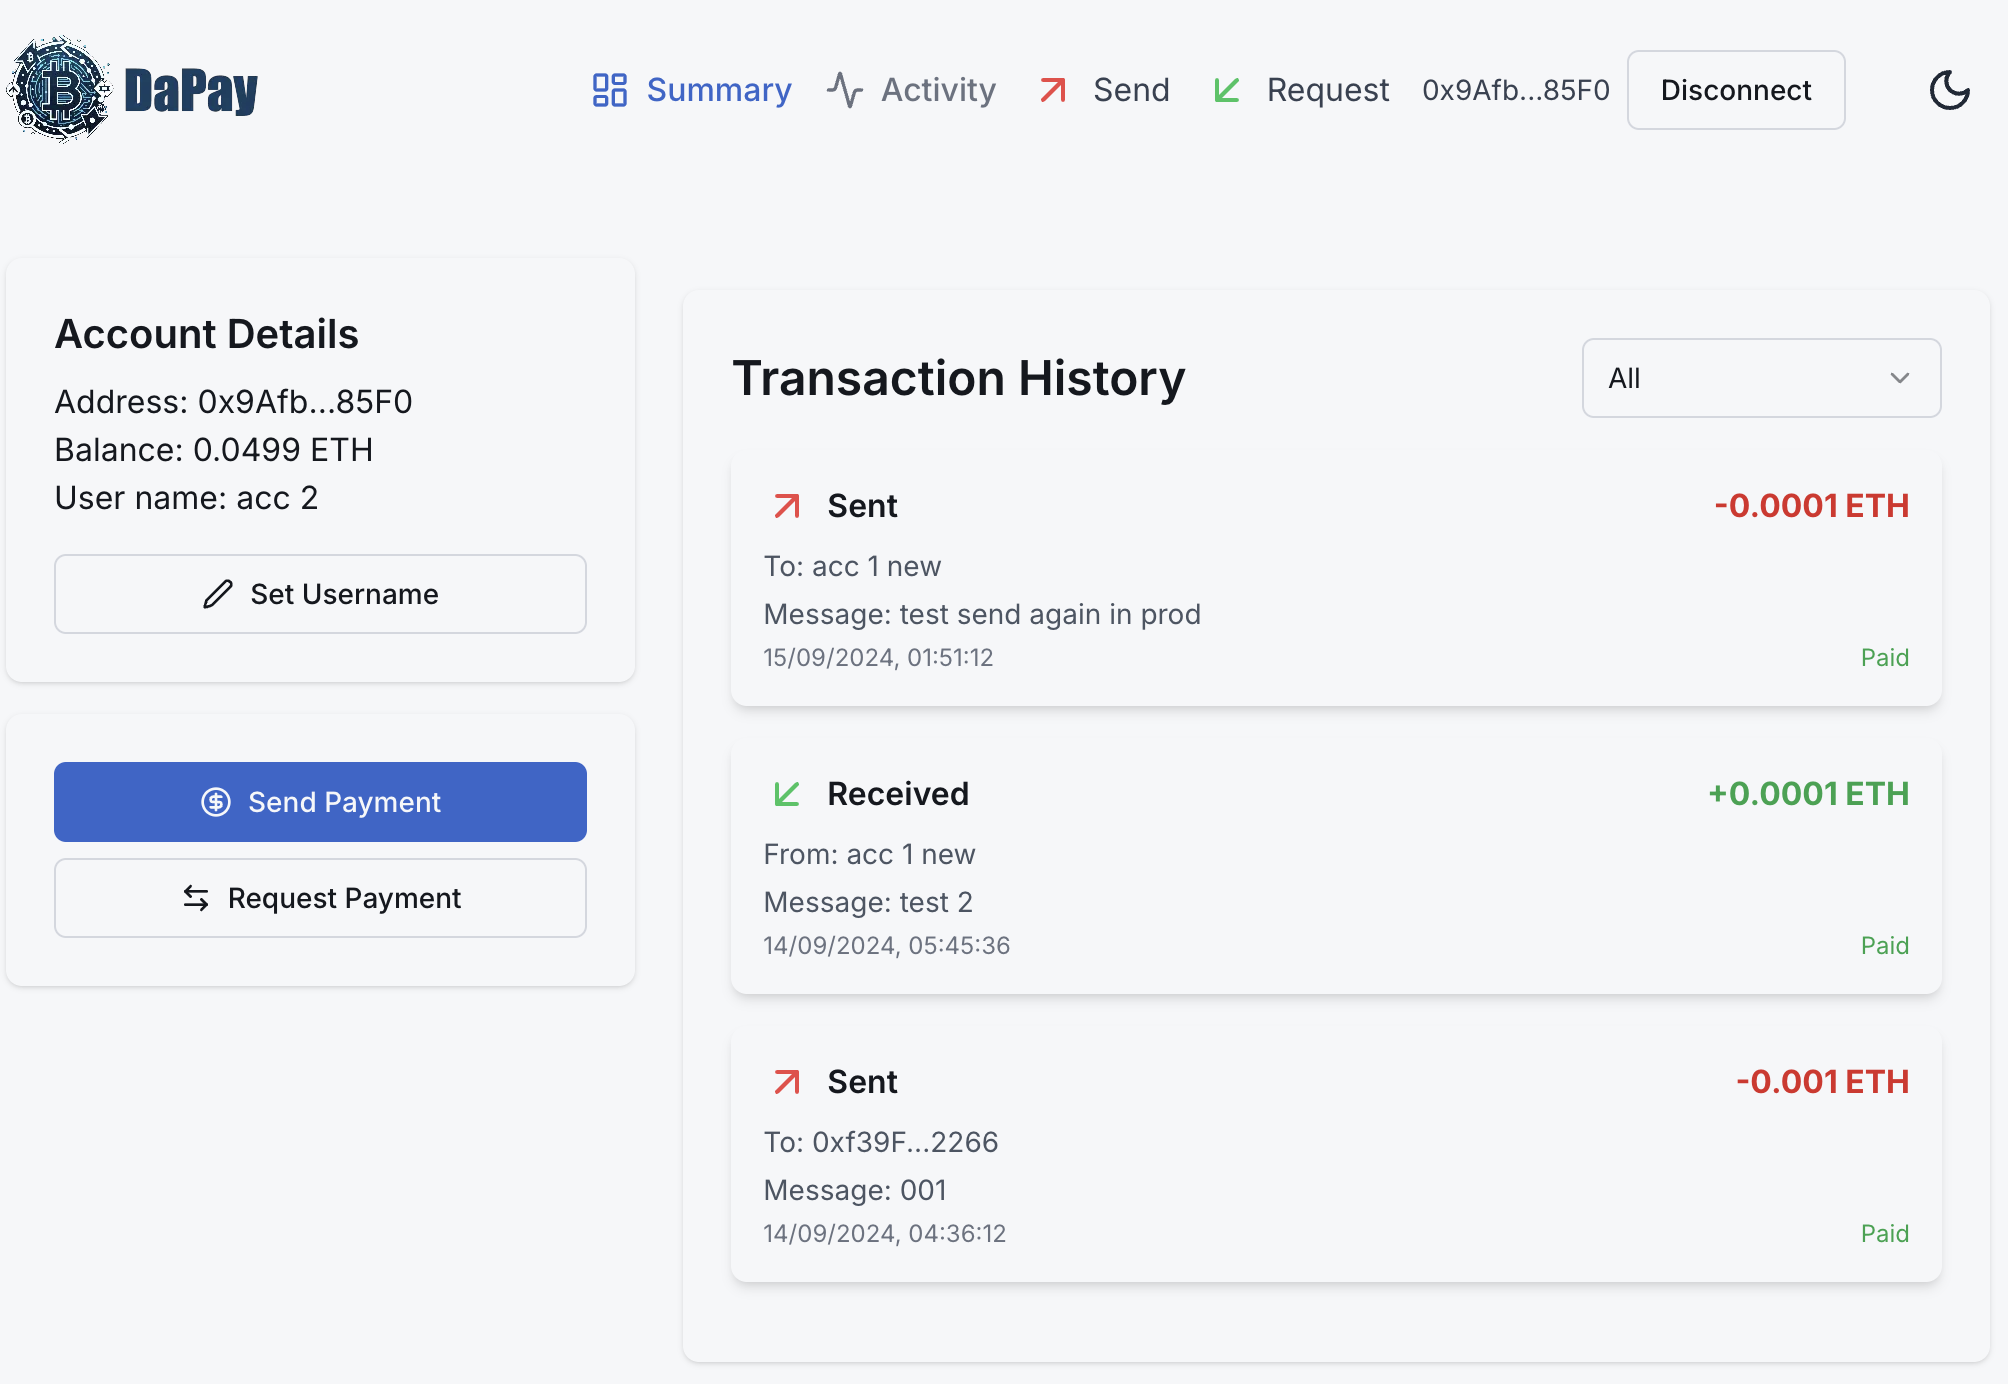 DaPay
Summary
Activity
Send
Request
0x9Afb...85F0
Disconnect
Account Details
Address: 0x9Afb...85F0
Balance: 0.0499 ETH
User name: acc 2
Set Username
Send Payment
Request Payment
Transaction History
All
Sent
-0.0001 ETH
To: acc 1 new
Message: test send again in prod
15/09/2024, 01:51:12
Paid
Received
+0.0001 ETH
From: acc 1 new
Message: test 2
14/09/2024, 05:45:36
Paid
Sent
-0.001 ETH
To: 0xf39F...2266
Message: 001
14/09/2024, 04:36:12
Paid